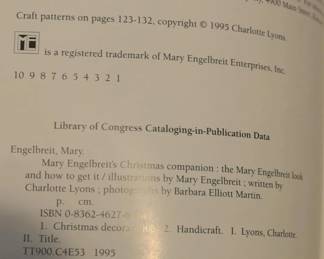 4900 Main Street
Craft patterns on pages 123-132, copyright © 1995 Charlotte Lyons
is a registered trademark of Mary Engelbreit Enterprises, Inc.
10 9 8 7 6 5 4 3 2 1
Library of Congress Cataloging-in-Publication Data
Engelbreit, Mary.
Mary Engelbreit's Christmas companion : the Mary Engelbreit look
and how to get it / illustrations by Mary Engelbreit ; written by
Charlotte Lyons ; photographs by Barbara Elliott Martin.
p. cm.
ISBN 0-8362-4627-
1. Christmas decora 2. Handicraft. I. Lyons, Charlotte.
II. Title.
TT900.C4E53 1995